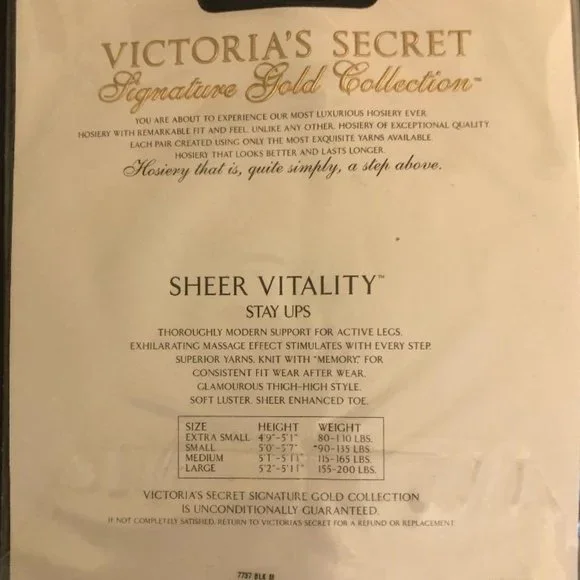 VICTORIA'S SECRET
Signature Gold Collection™
YOU ARE ABOUT TO EXPERIENCE OUR MOST LUXURIOUS HOSIERY EVER.
HOSIERY WITH REMARKABLE FIT AND FEEL, UNLIKE ANY OTHER. HOSIERY OF EXCEPTIONAL QUALITY.
EACH PAIR CREATED USING ONLY THE MOST EXQUISITE YARNS AVAILABLE.
HOSIERY THAT LOOKS BETTER AND LASTS LONGER.
Hosiery that is, quite simply, a step above.
SHEER VITALITY™
STAY UPS
THOROUGHLY MODERN SUPPORT FOR ACTIVE LEGS.
EXHILARATING MASSAGE EFFECT STIMULATES WITH EVERY STEP.
SUPERIOR YARNS, KNIT WITH "MEMORY," FOR
CONSISTENT FIT WEAR AFTER WEAR.
GLAMOUROUS THIGH-HIGH STYLE.
SOFT LUSTER. SHEER ENHANCED TOE.
SIZE HEIGHT WEIGHT
EXTRA SMALL 4'9"-5'1" 80-110 LBS.
SMALL 5'0"-5'7" 90-135 LBS.
MEDIUM 5'1"-5'11" 115-165 LBS.
LARGE 5'2"-5'11" 155-200 LBS.
VICTORIA'S SECRET SIGNATURE GOLD COLLECTION
IS UNCONDITIONALLY GUARANTEED.
IF NOT COMPLETELY SATISFIED, RETURN TO VICTORIA'S SECRET FOR A REFUND OR REPLACEMENT.
7797 BLK